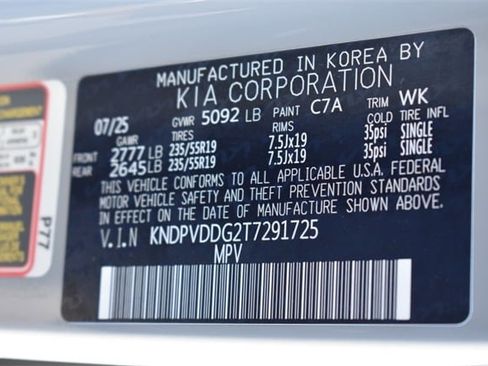 MANUFACTURED IN KOREA BY
KIA CORPORATION
07/25 GVWR 5092 LB PAINT C7A TRIM WK
GAWR TIRES RIMS COLD TIRE INFL
FRONT 2777 LB 235/55R19 7.5Jx19 35psi SINGLE
REAR 2645 LB 235/55R19 7.5Jx19 35psi SINGLE
THIS VEHICLE CONFORMS TO ALL APPLICABLE U.S.A. FEDERAL
MOTOR VEHICLE SAFETY AND THEFT PREVENTION STANDARDS
IN EFFECT ON THE DATE OF MANUFACTURE SHOWN ABOVE.
V.I.N KNDPVDDG2T7291725
MPV
P77